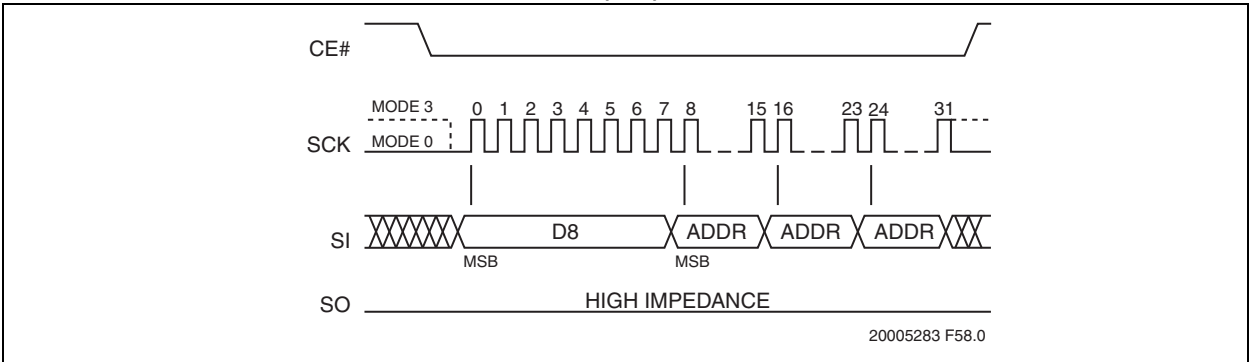 CE#
MODE 3
0 1 2 3 4 5 6 7 8 15 16 23 24 31
SCK MODE 0
SI D8 ADDR ADDR ADDR
MSB MSB
SO HIGH IMPEDANCE
20005283 F58.0